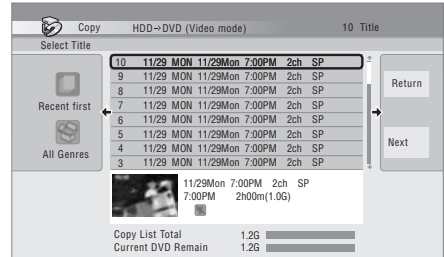 Copy HDD→DVD (Video mode) 10 Title
Select Title
10 11/29 MON 11/29Mon 7:00PM 2ch SP
9 11/29 MON 11/29Mon 7:00PM 2ch SP
8 11/29 MON 11/29Mon 7:00PM 2ch SP
7 11/29 MON 11/29Mon 7:00PM 2ch SP
6 11/29 MON 11/29Mon 7:00PM 2ch SP
5 11/29 MON 11/29Mon 7:00PM 2ch SP
4 11/29 MON 11/29Mon 7:00PM 2ch SP
3 11/29 MON 11/29Mon 7:00PM 2ch SP
Recent first
All Genres
Return
Next
11/29Mon 7:00PM 2ch SP
7:00PM 2h00m(1.0G)
Copy List Total 1.2G
Current DVD Remain 1.2G